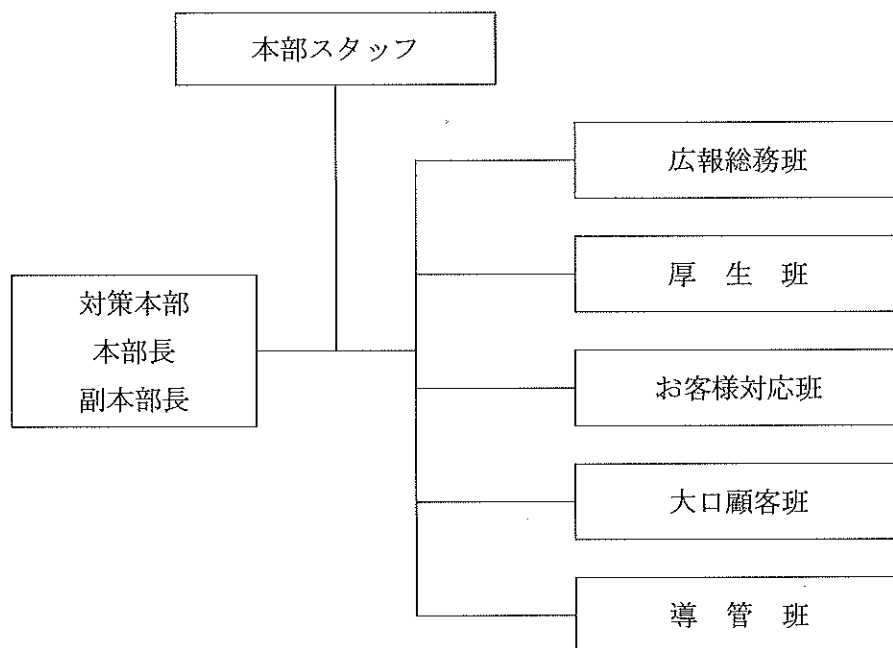 本部スタッフ
広報総務班
厚　生　班
対策本部
本部長
副本部長
お客様対応班
大口顧客班
導　管　班